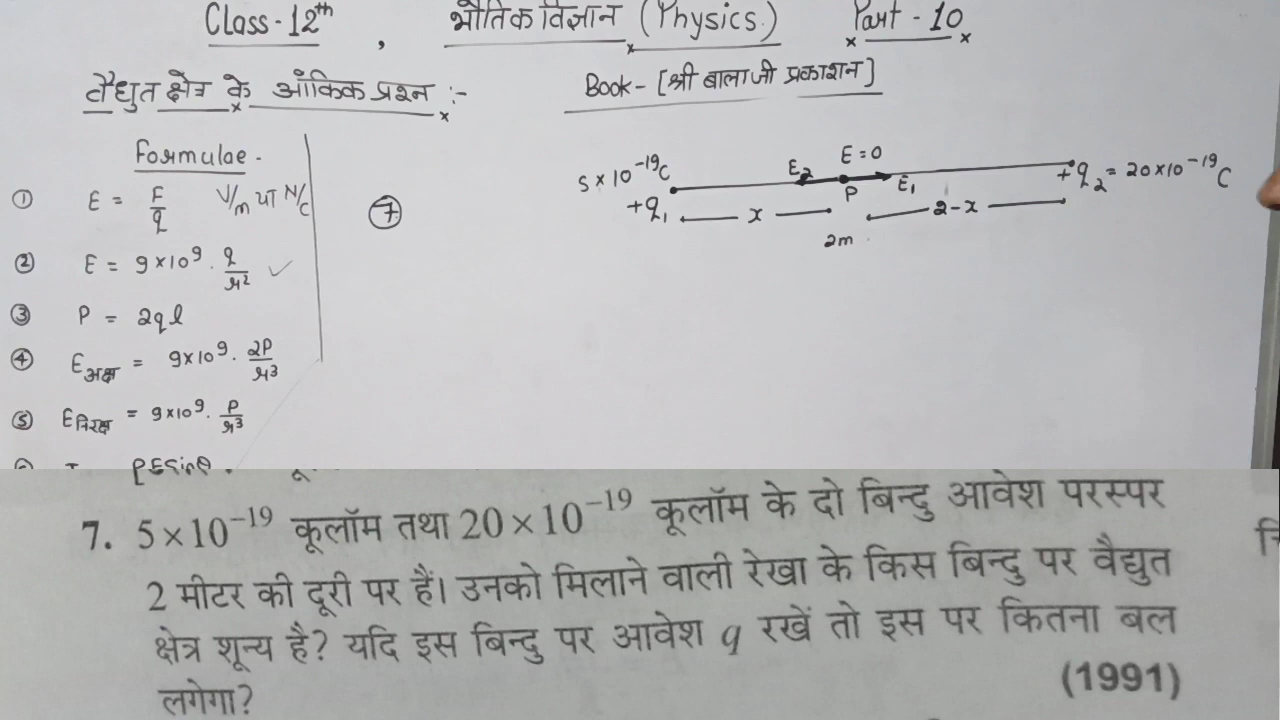 Class-12th , भौतिक विज्ञान (Physics) Part-10
वैद्युत क्षेत्र के आंकिक प्रश्न :-
Book- [श्री बालाजी प्रकाशन]
Formulae -
① E = F/q V/m या N/C
② E = 9×10⁹ . q/r² ✓
③ P = 2ql
④ Eअक्ष = 9×10⁹ . 2P/r³
⑤ Eनिरक्ष = 9×10⁹ . P/r³
PESinθ .
⑦
5×10⁻¹⁹C E₂ E=0 E₁ +q₂ = 20×10⁻¹⁹C
+q₁ x P 2-x
2m
7. 5×10⁻¹⁹ कूलॉम तथा 20×10⁻¹⁹ कूलॉम के दो बिन्दु आवेश परस्पर
2 मीटर की दूरी पर हैं। उनको मिलाने वाली रेखा के किस बिन्दु पर वैद्युत
क्षेत्र शून्य है? यदि इस बिन्दु पर आवेश q रखें तो इस पर कितना बल
लगेगा? (1991)